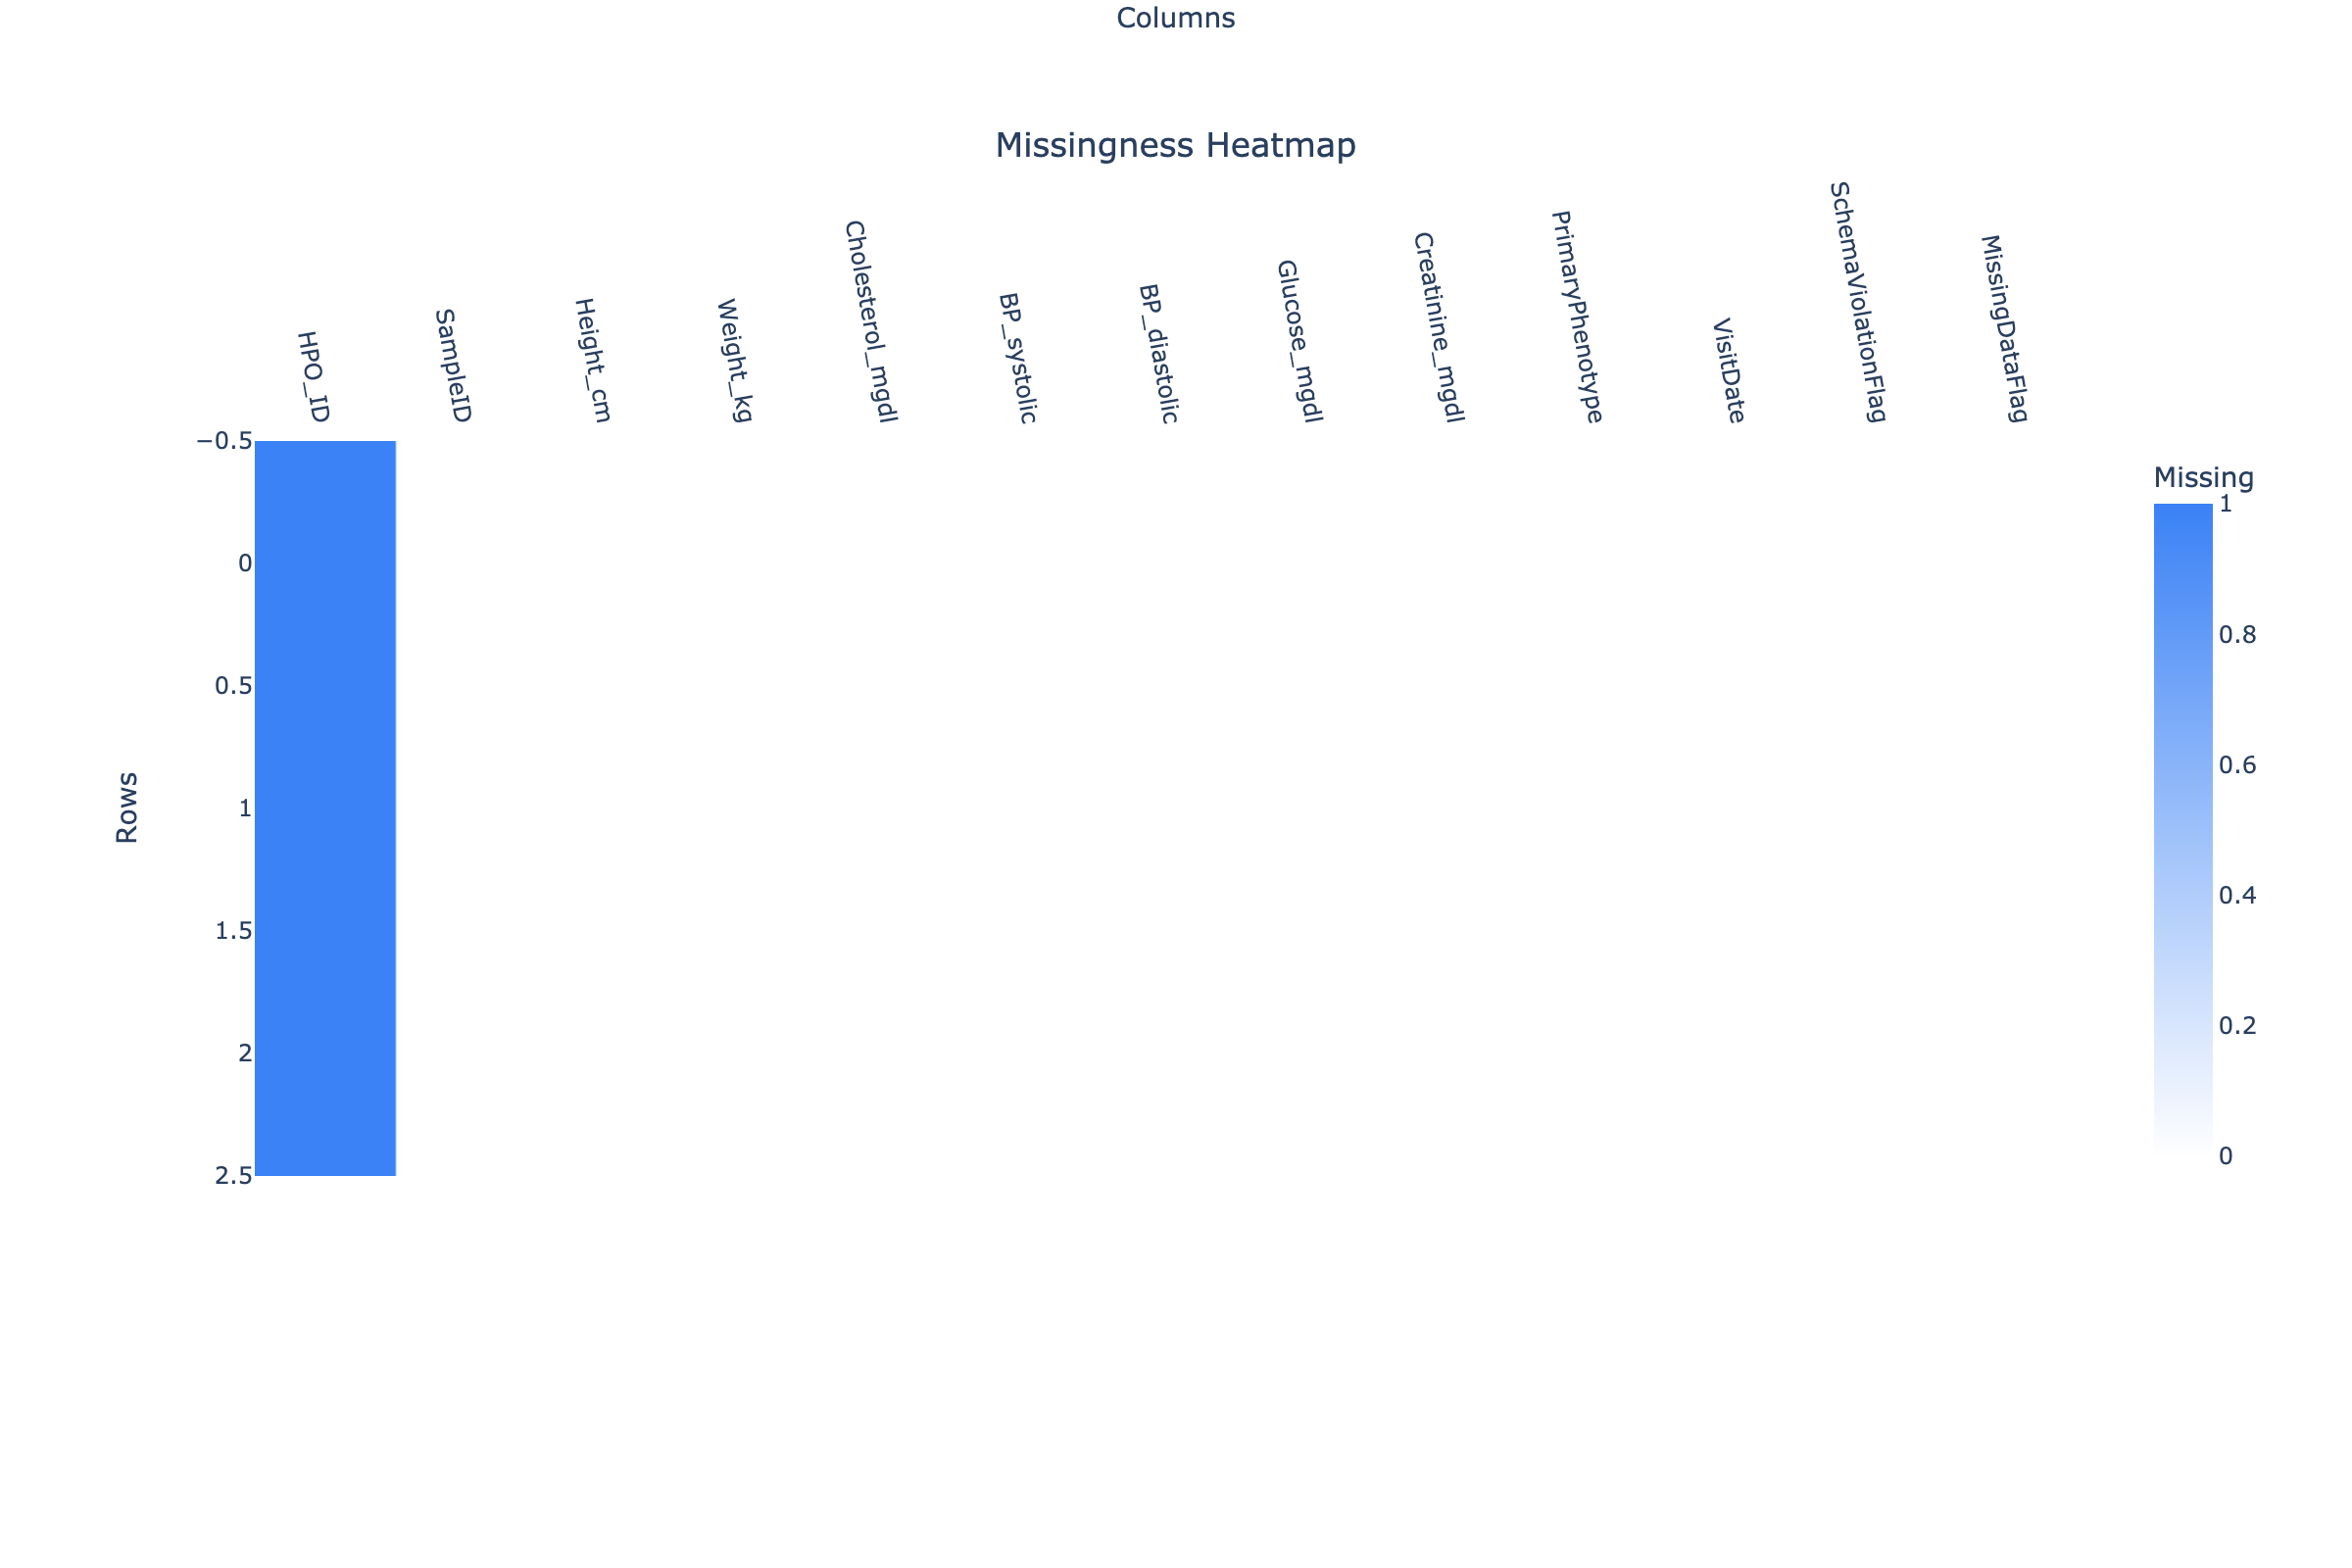 Columns
Missingness Heatmap
HPO_ID
SampleID
Height_cm
Weight_kg
Cholesterol_mgdl
BP_systolic
BP_diastolic
Glucose_mgdl
Creatinine_mgdl
PrimaryPhenotype
VisitDate
SchemaViolationFlag
MissingDataFlag
−0.5
0
0.5
1
1.5
2
2.5
Rows
Missing
1
0.8
0.6
0.4
0.2
0